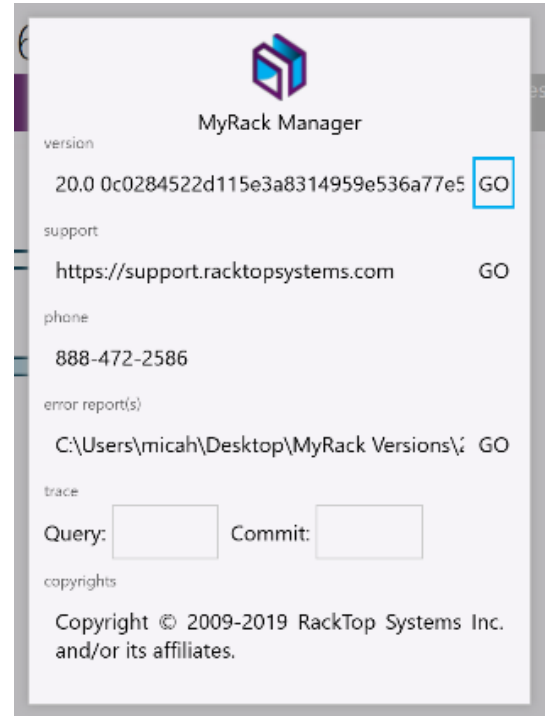 MyRack Manager
version
20.0 0c0284522d115e3a8314959e536a77e5 GO
support
https://support.racktopsystems.com GO
phone
888-472-2586
error report(s)
C:\Users\micah\Desktop\MyRack Versions\ GO
trace
Query: Commit:
copyrights
Copyright © 2009-2019 RackTop Systems Inc.
and/or its affiliates.